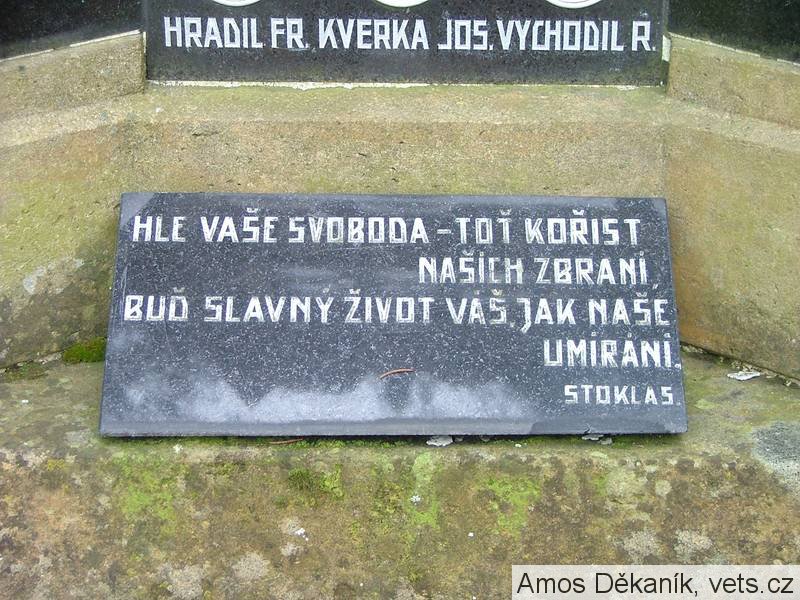 HRADIL FR. KVERKA JOS. VYCHODIL R.
HLE VAŠE SVOBODA – TOŤ KOŘIST
NAŠICH ZBRANÍ,
BUĎ SLAVNÝ ŽIVOT VÁŠ, JAK NAŠE
UMÍRÁNÍ.
STOKLAS.
Amos Děkaník, vets.cz